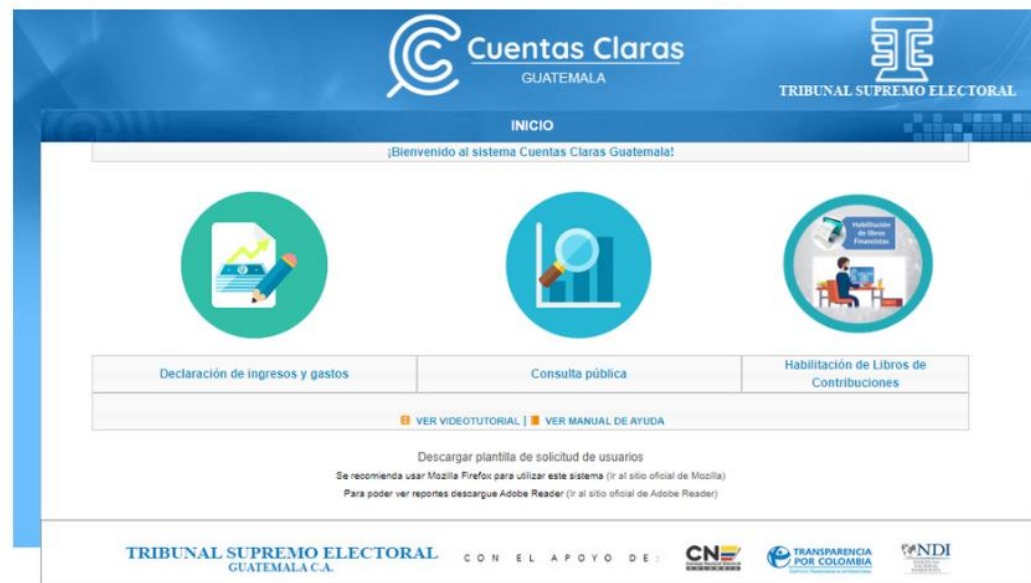 Cuentas Claras
GUATEMALA
TRIBUNAL SUPREMO ELECTORAL
INICIO
¡Bienvenido al sistema Cuentas Claras Guatemala!
Habilitación
de libros
Financistas
Declaración de ingresos y gastos
Consulta pública
Habilitación de Libros de
Contribuciones
VER VIDEOTUTORIAL | VER MANUAL DE AYUDA
Descargar plantilla de solicitud de usuarios
Se recomienda usar Mozilla Firefox para utilizar este sistema (Ir al sitio oficial de Mozilla)
Para poder ver reportes descargue Adobe Reader (Ir al sitio oficial de Adobe Reader)
TRIBUNAL SUPREMO ELECTORAL
GUATEMALA C.A.
CON EL APOYO DE:
CNE
COLOMBIA
TRANSPARENCIA
POR COLOMBIA
NDI